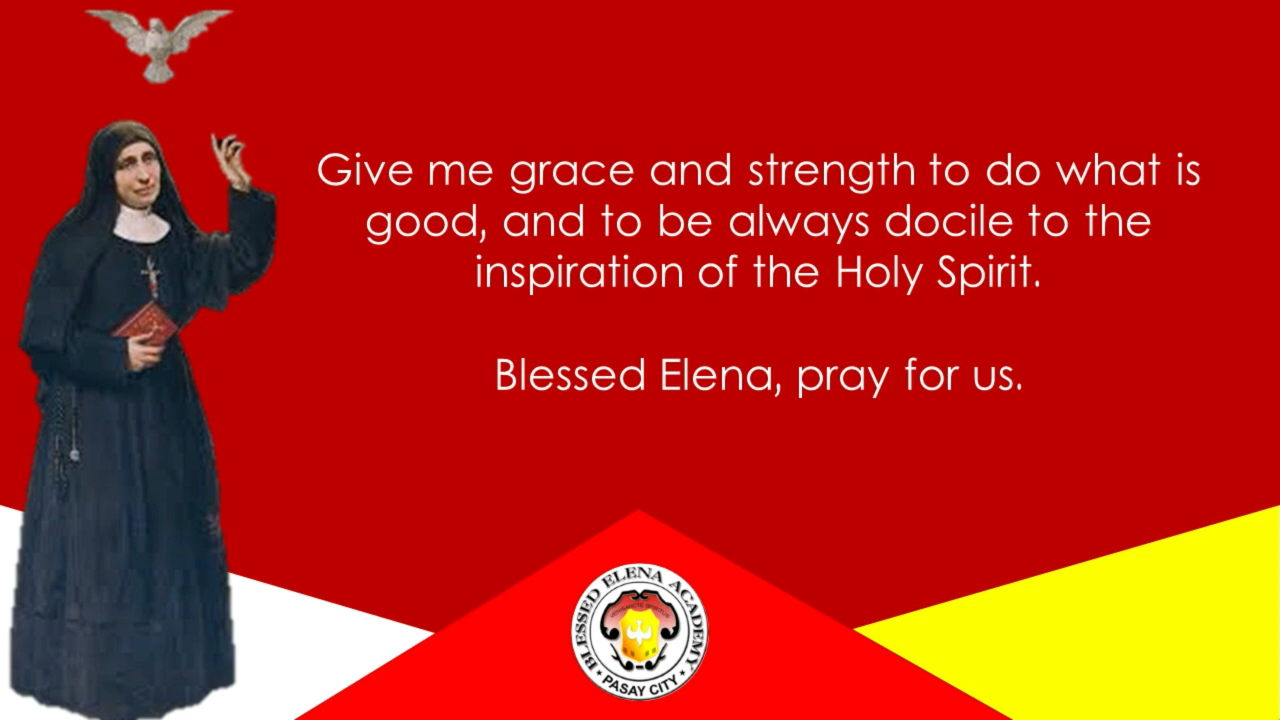 Give me grace and strength to do what is
good, and to be always docile to the
inspiration of the Holy Spirit.
Blessed Elena, pray for us.
BLESSED ELENA ACADEMY
PASAY CITY